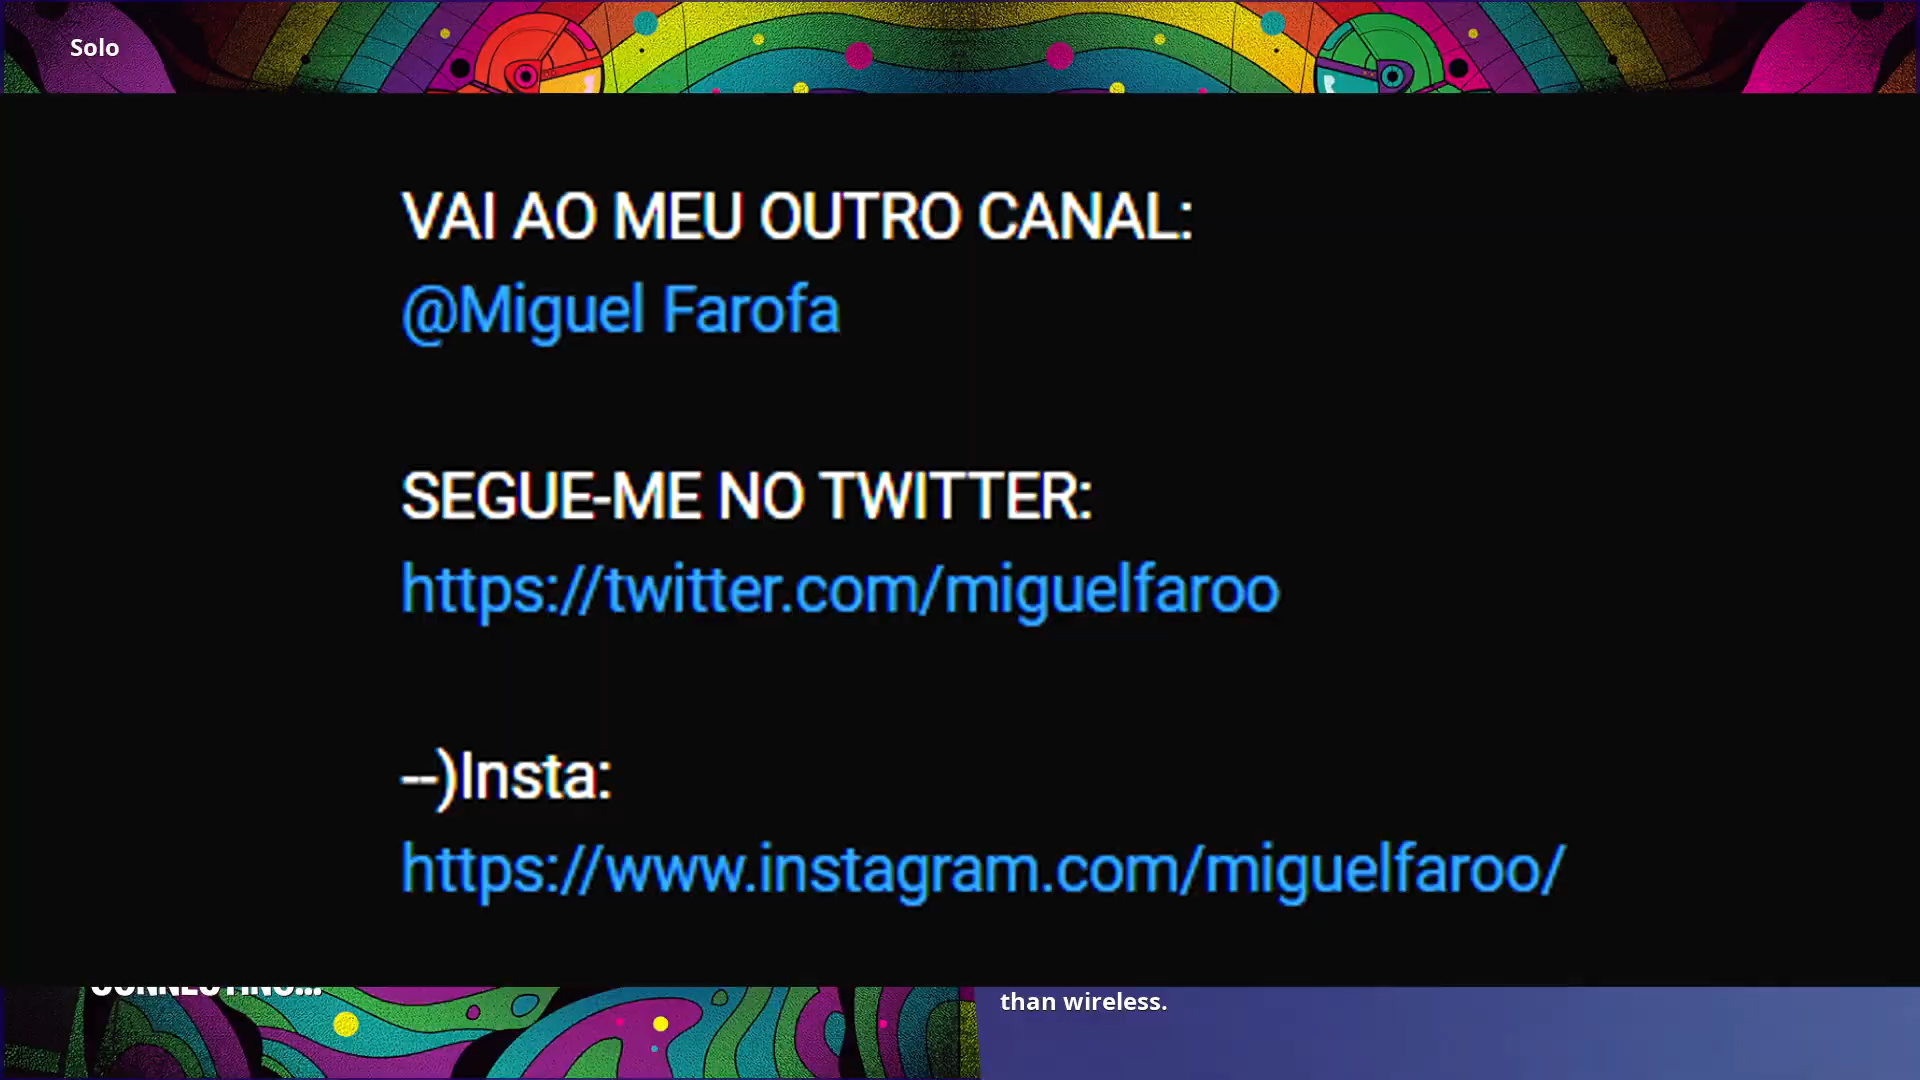 Solo
VAI AO MEU OUTRO CANAL:
@Miguel Farofa
SEGUE-ME NO TWITTER:
https://twitter.com/miguelfaroo
--)Insta:
https://www.instagram.com/miguelfaroo/
CONNECTING...
than wireless.